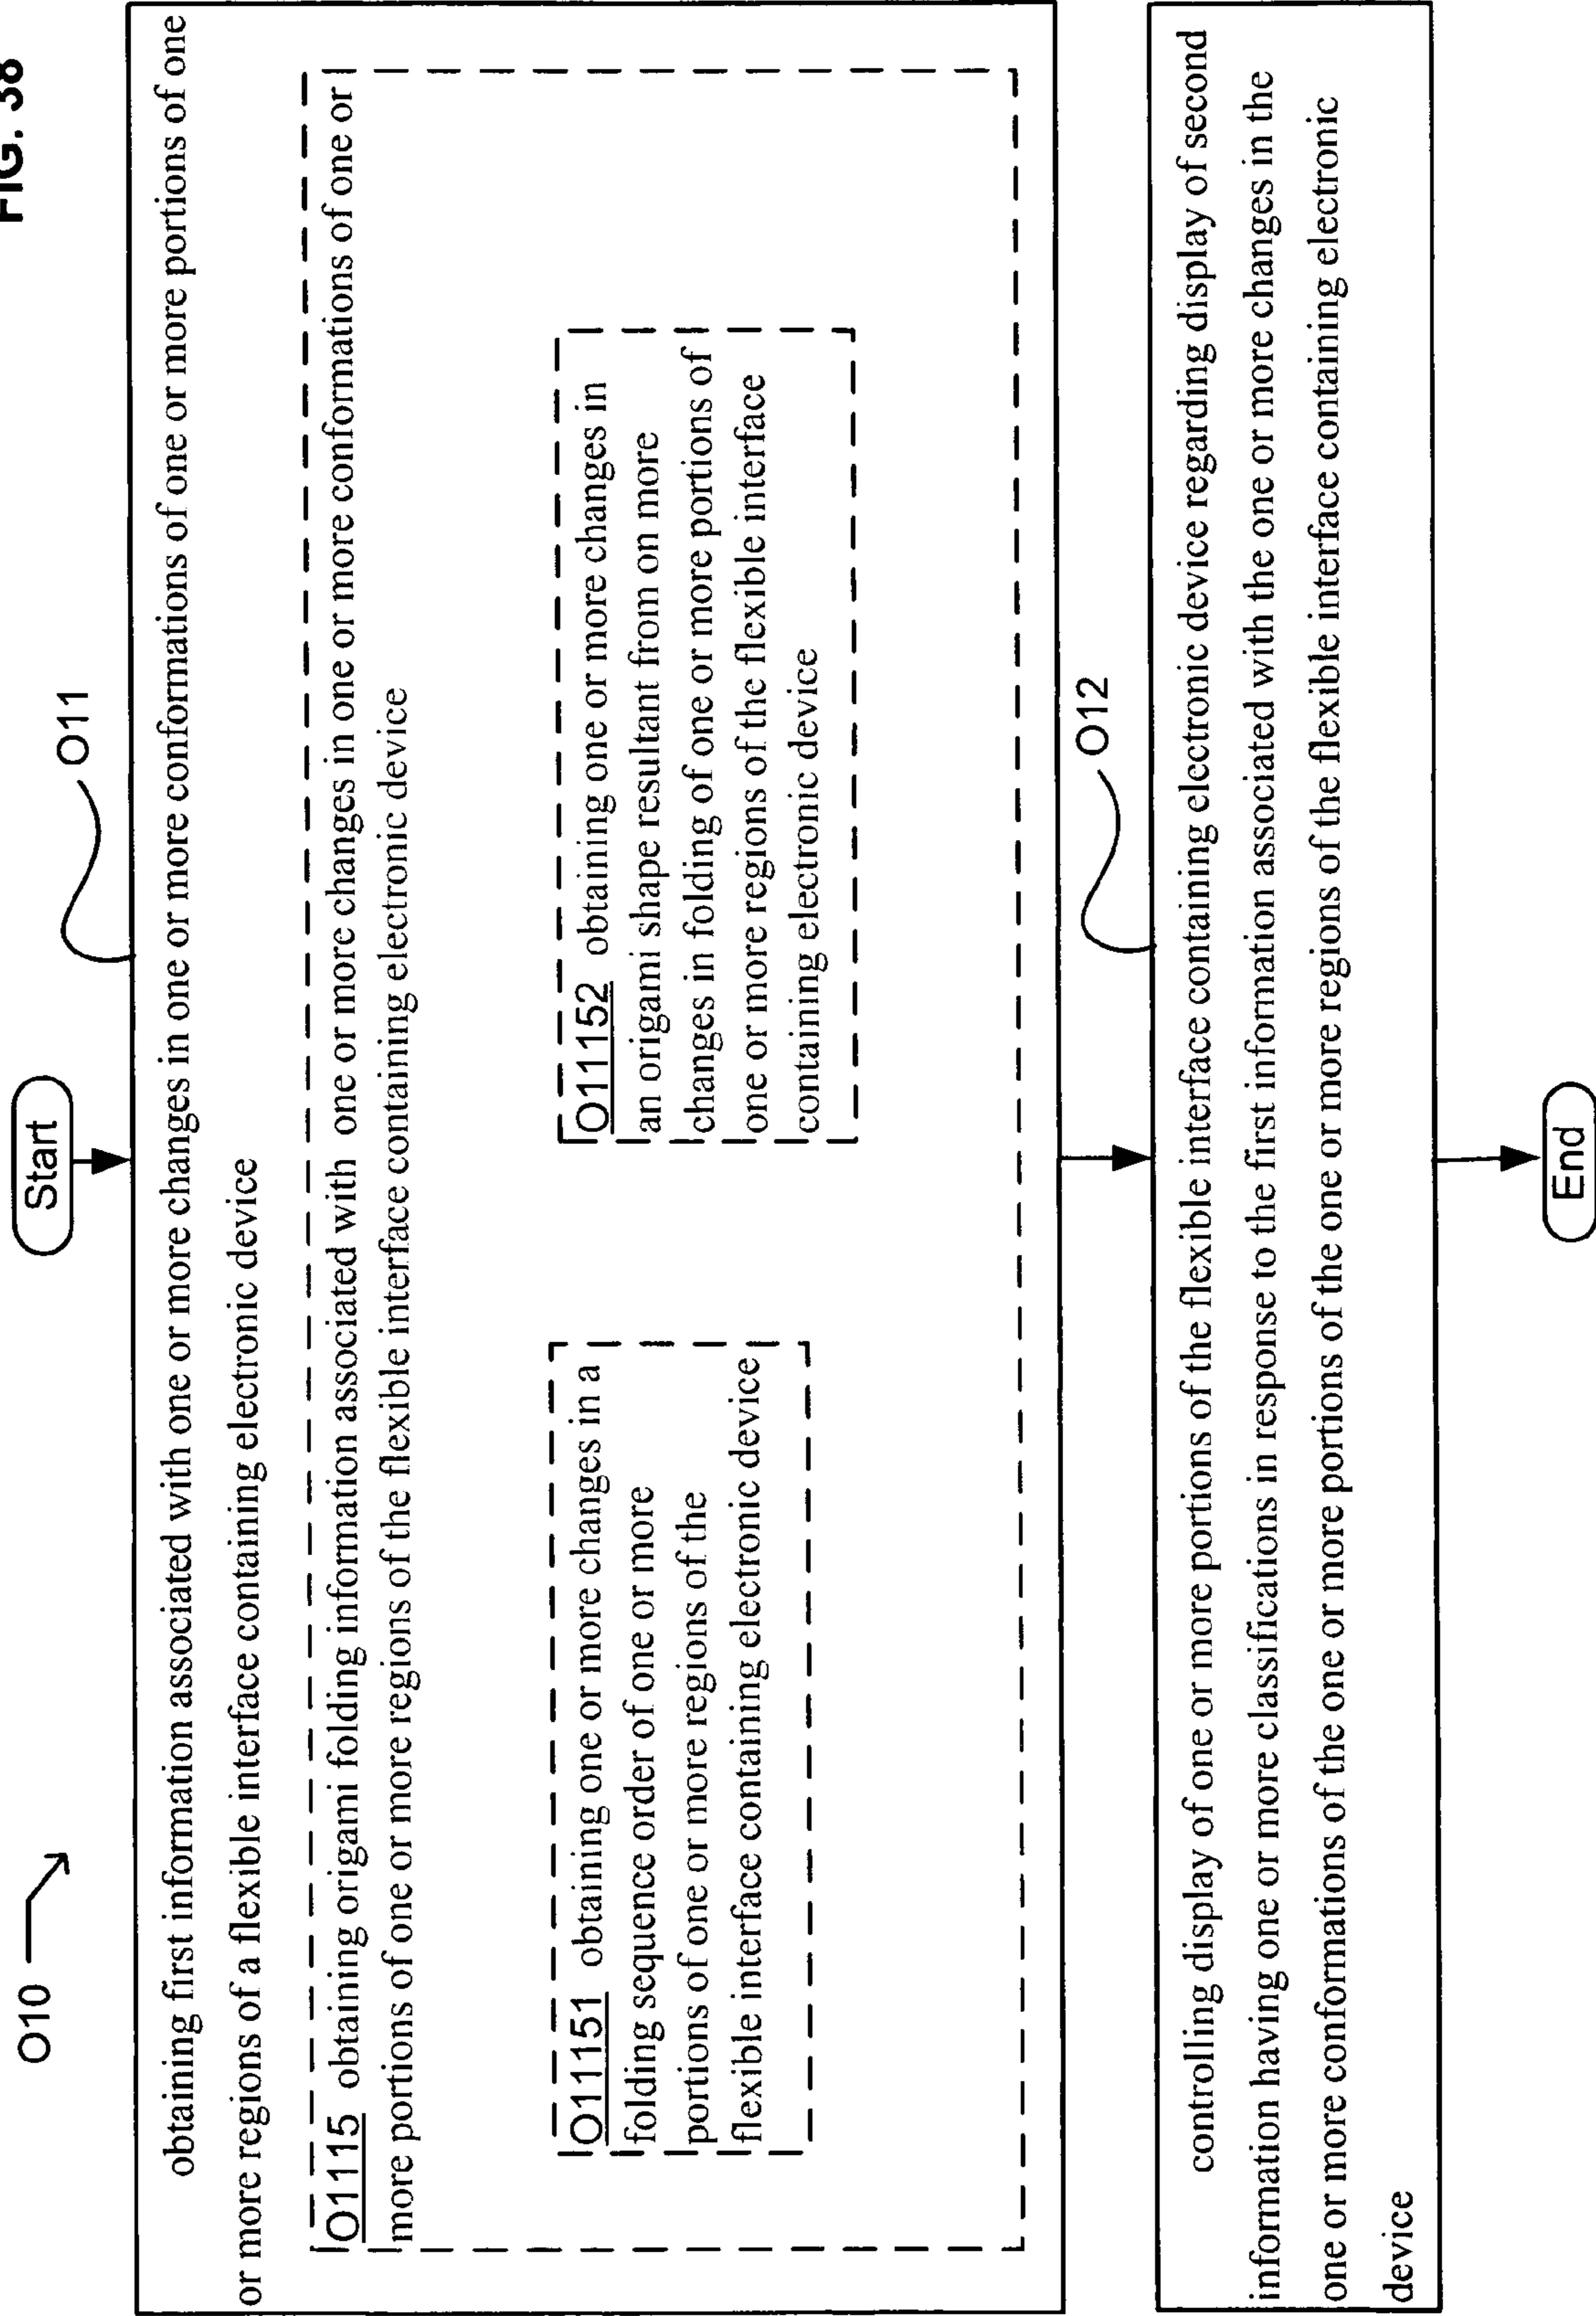 FIG. 38
O10
Start
O11
obtaining first information associated with one or more changes in one or more conformations of one or more portions of one
or more regions of a flexible interface containing electronic device
O1115 obtaining origami folding information associated with one or more changes in one or more conformations of one or
more portions of one or more regions of the flexible interface containing electronic device
O11151 obtaining one or more changes in a
folding sequence order of one or more
portions of one or more regions of the
flexible interface containing electronic device
O11152 obtaining one or more changes in
an origami shape resultant from on more
changes in folding of one or more portions of
one or more regions of the flexible interface
containing electronic device
O12
controlling display of one or more portions of the flexible interface containing electronic device regarding display of second
information having one or more classifications in response to the first information associated with the one or more changes in the
one or more conformations of the one or more portions of the one or more regions of the flexible interface containing electronic
device
End